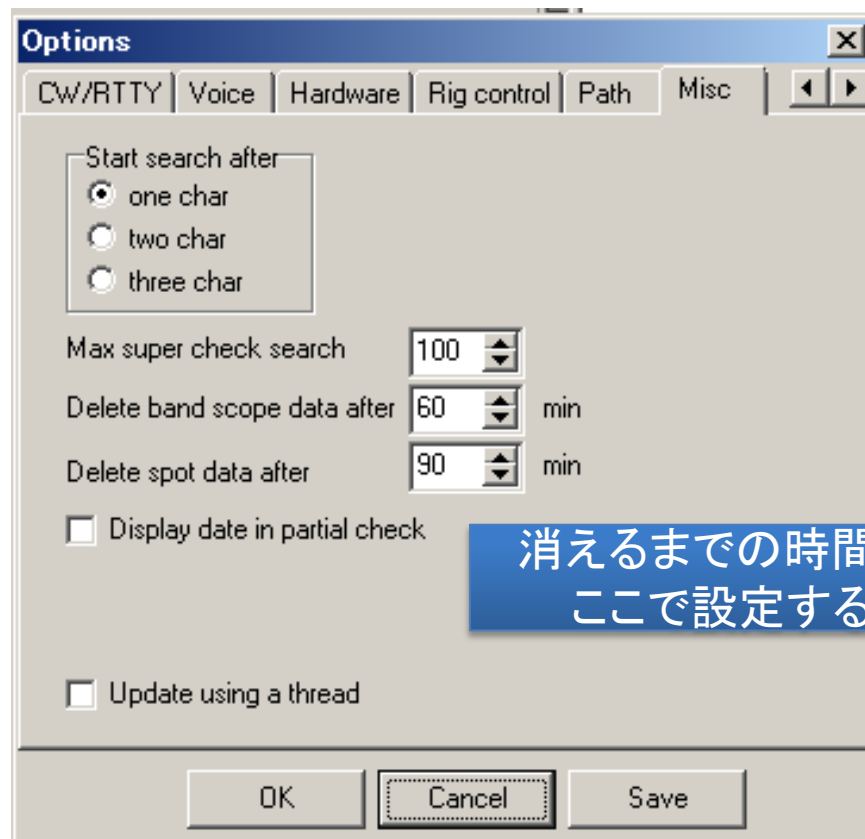 Options
CW/RTTY Voice Hardware Rig control Path Misc
Start search after
one char
two char
three char
Max super check search 100
Delete band scope data after 60 min
Delete spot data after 90 min
Display date in partial check
消えるまでの時間
ここで設定する
Update using a thread
OK Cancel Save